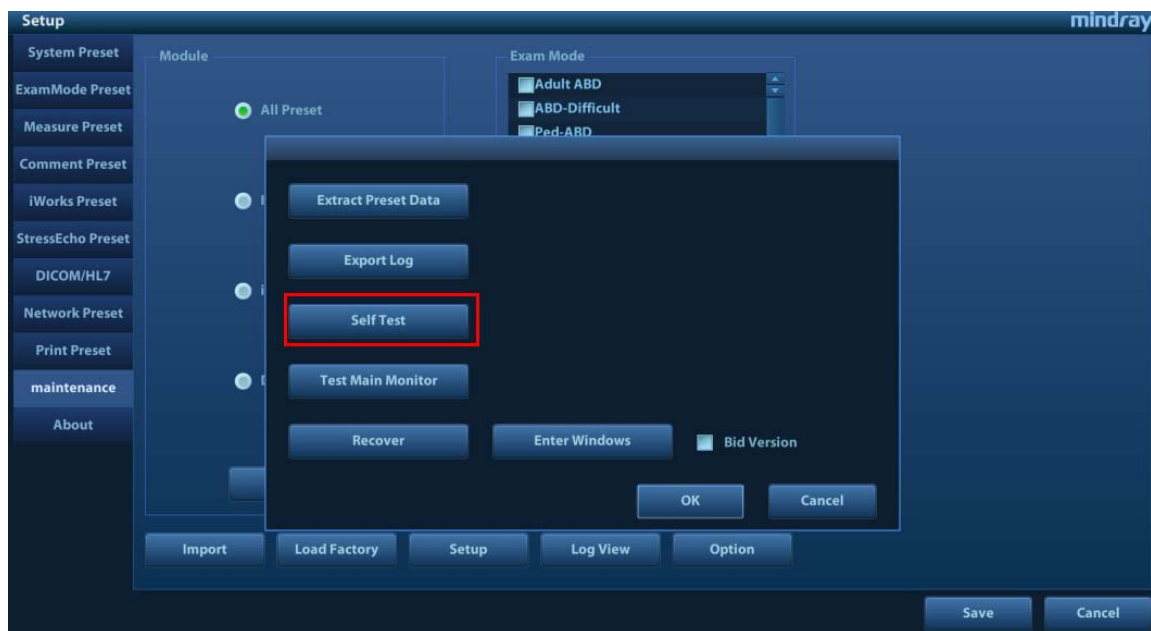 Setup
mindray
System Preset
ExamMode Preset
Measure Preset
Comment Preset
iWorks Preset
StressEcho Preset
DICOM/HL7
Network Preset
Print Preset
maintenance
About
Module
All Preset
Exam Mode
Adult ABD
ABD-Difficult
Ped-ABD
Extract Preset Data
Export Log
Self Test
Test Main Monitor
Recover
Enter Windows
Bid Version
OK
Cancel
Import
Load Factory
Setup
Log View
Option
Save
Cancel